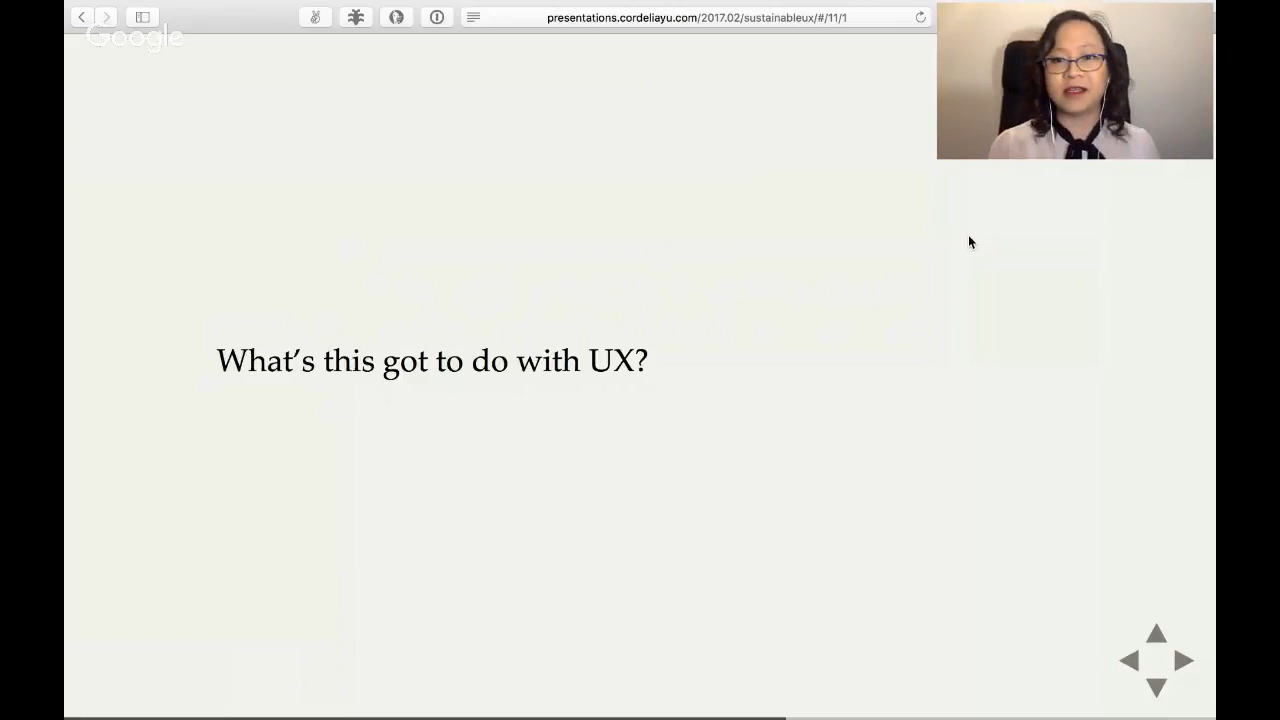 presentations.cordeliayu.com/2017.02/sustainableux/#/11/1
Google
What's this got to do with UX?